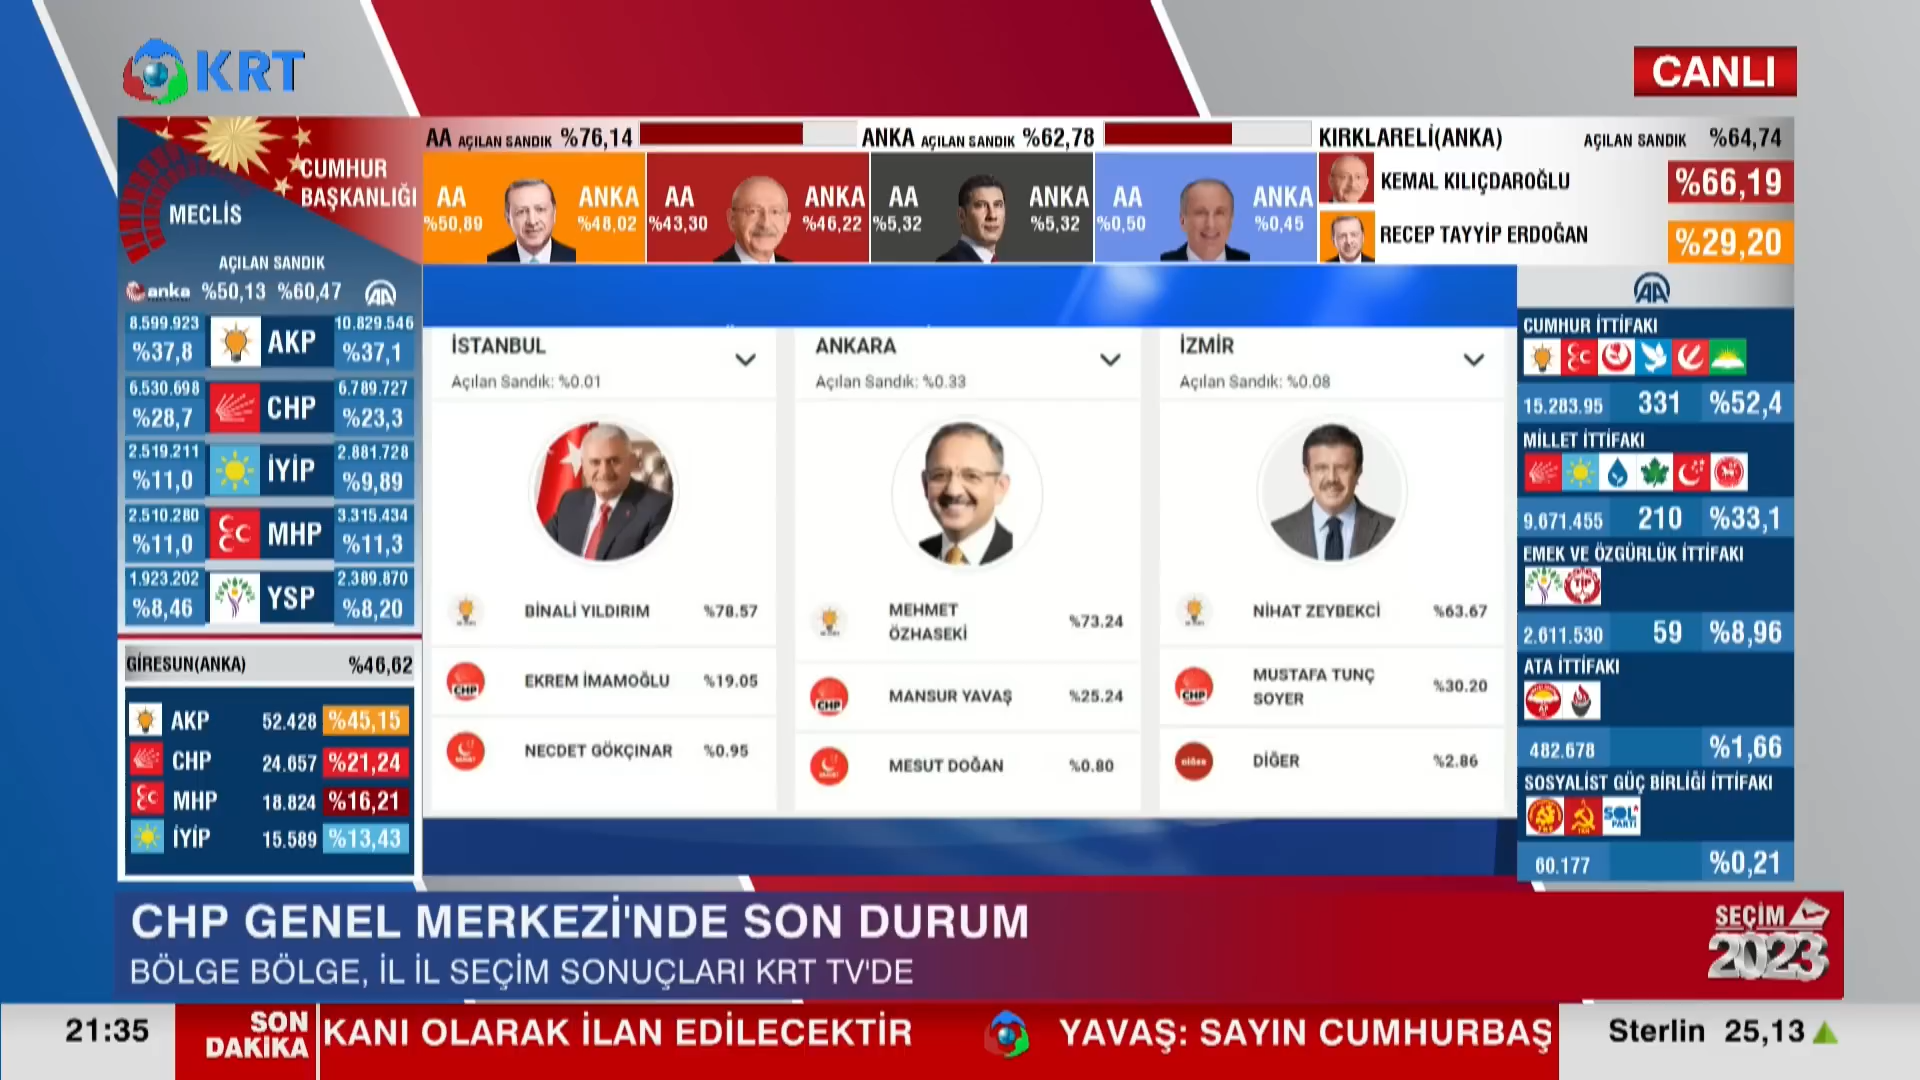 KRT
CANLI
CUMHUR
BAŞKANLIĞI
MECLİS
AÇILAN SANDIK
anka %50,13 %60,47 AA
8.599.923
%37,8
AKP
10.829.546
%37,1
6.530.698
%28,7
CHP
6.789.727
%23,3
2.519.211
%11,0
İYİP
2.881.728
%9,89
2.510.280
%11,0
MHP
3.315.434
%11,3
1.923.202
%8,46
YSP
2.389.870
%8,20
GİRESUN(ANKA) %46,62
AKP 52.428 %45,15
CHP 24.657 %21,24
MHP 18.824 %16,21
İYİP 15.589 %13,43
AA AÇILAN SANDIK %76,14
ANKA AÇILAN SANDIK %62,78
AA ANKA
%50,89 %48,02
AA ANKA
%43,30 %46,22
AA ANKA
%5,32 %5,32
AA ANKA
%0,50 %0,45
KIRKLARELİ(ANKA) AÇILAN SANDIK %64,74
KEMAL KILIÇDAROĞLU %66,19
RECEP TAYYİP ERDOĞAN %29,20
İSTANBUL
Açılan Sandık: %0.01
BİNALİ YILDIRIM %78.57
CHP EKREM İMAMOĞLU %19.05
NECDET GÖKÇINAR %0.95
ANKARA
Açılan Sandık: %0.33
MEHMET
ÖZHASEKİ %73.24
CHP MANSUR YAVAŞ %25.24
MESUT DOĞAN %0.80
İZMİR
Açılan Sandık: %0.08
NİHAT ZEYBEKCİ %63.67
CHP MUSTAFA TUNÇ
SOYER %30.20
DİĞER DİĞER %2.86
AA
CUMHUR İTTİFAKI
15.283.95 331 %52,4
MİLLET İTTİFAKI
9.671.455 210 %33,1
EMEK VE ÖZGÜRLÜK İTTİFAKI
TİP
2.611.530 59 %8,96
ATA İTTİFAKI
482.678 %1,66
SOSYALİST GÜÇ BİRLİĞİ İTTİFAKI
SOL
PARTİ
60.177 %0,21
CHP GENEL MERKEZİ'NDE SON DURUM
BÖLGE BÖLGE, İL İL SEÇİM SONUÇLARI KRT TV'DE
SEÇİM
2023
21:35
SON
DAKİKA
KANI OLARAK İLAN EDİLECEKTİR
YAVAŞ: SAYIN CUMHURBAŞ
Sterlin 25,13